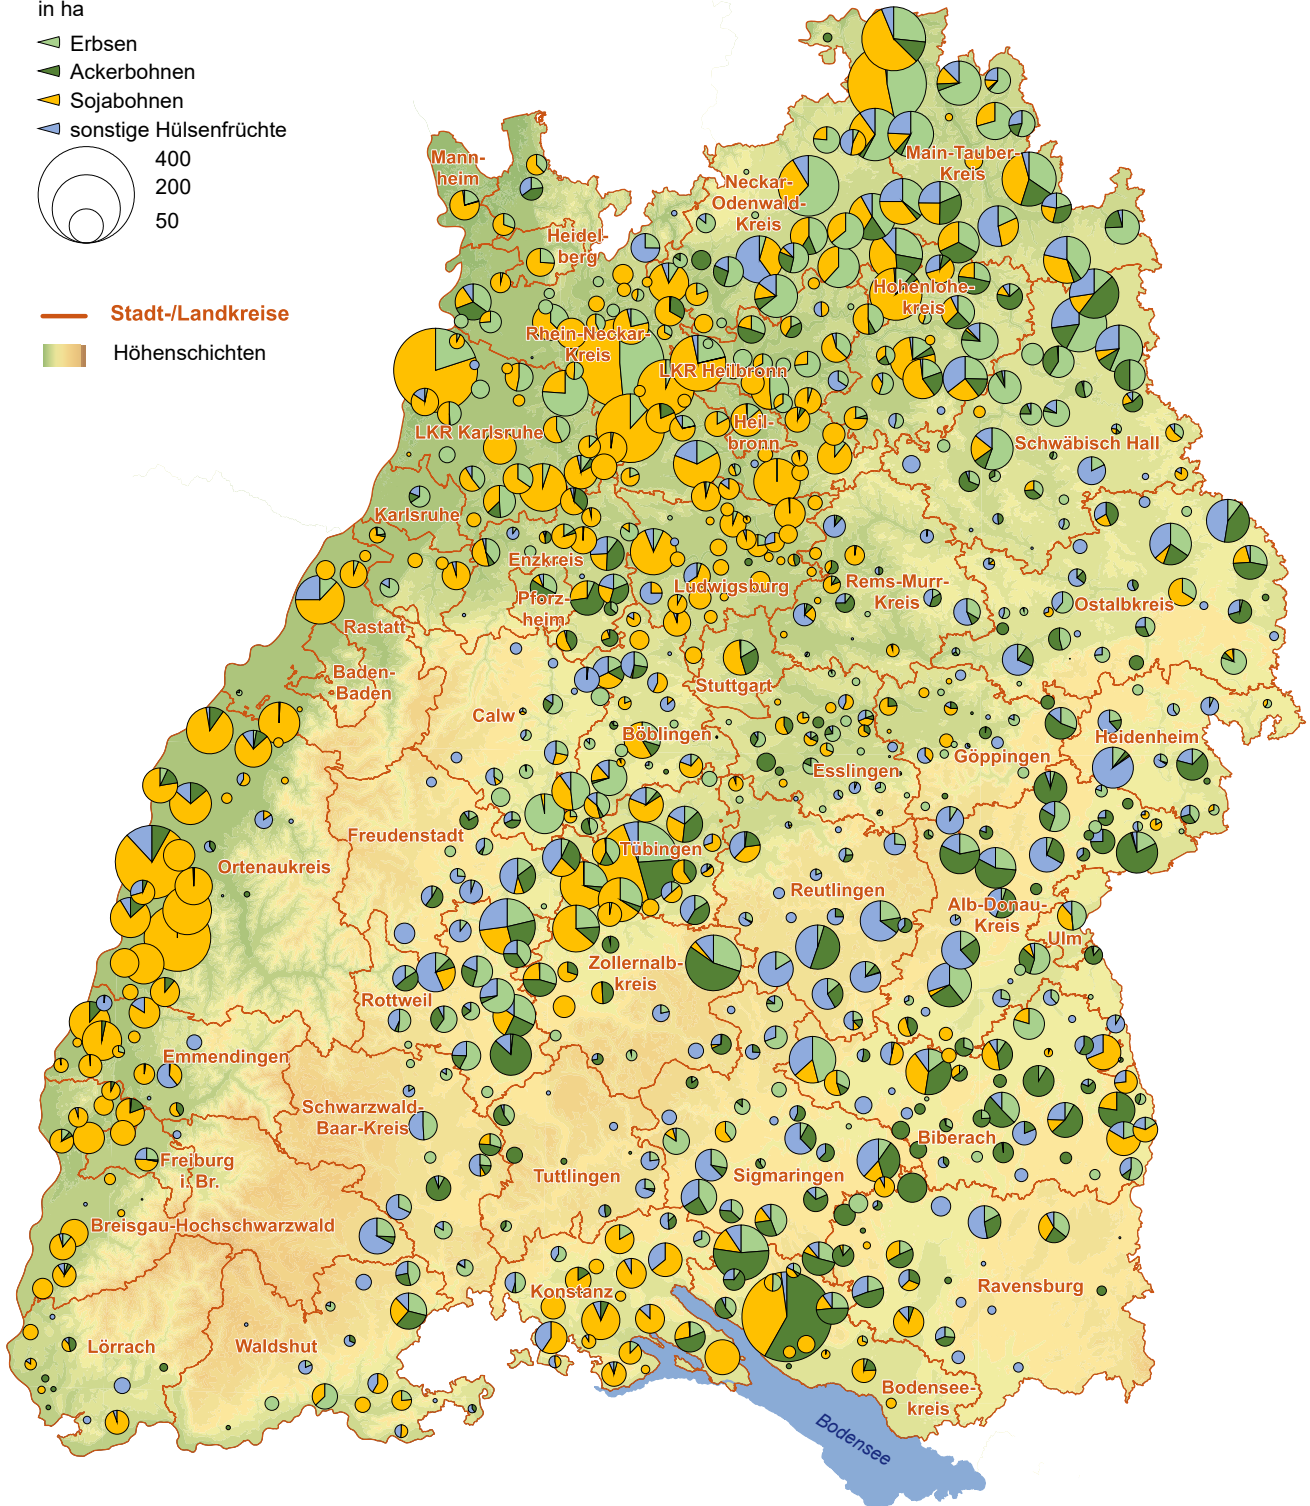 in ha
Erbsen
Ackerbohnen
Sojabohnen
sonstige Hülsenfrüchte
400
200
50
Stadt-/Landkreise
Höhenschichten
Mann-
heim
Heidel-
berg
Neckar-
Odenwald-
Kreis
Main-Tauber-
Kreis
Hohenlohe-
kreis
Rhein-Neckar-
Kreis
LKR Heilbronn
Heil-
bronn
LKR Karlsruhe
Schwäbisch Hall
Karlsruhe
Enzkreis
Pforz-
heim
Ludwigsburg
Rems-Murr-
Kreis
Ostalbkreis
Rastatt
Baden-
Baden
Stuttgart
Calw
Böblingen
Esslingen
Göppingen
Heidenheim
Freudenstadt
Tübingen
Ortenaukreis
Reutlingen
Alb-Donau-
Kreis
Ulm
Zollernalb-
kreis
Rottweil
Emmendingen
Schwarzwald-
Baar-Kreis
Biberach
Freiburg
i. Br.
Tuttlingen
Sigmaringen
Breisgau-Hochschwarzwald
Konstanz
Ravensburg
Lörrach
Waldshut
Bodensee-
kreis
Bodensee